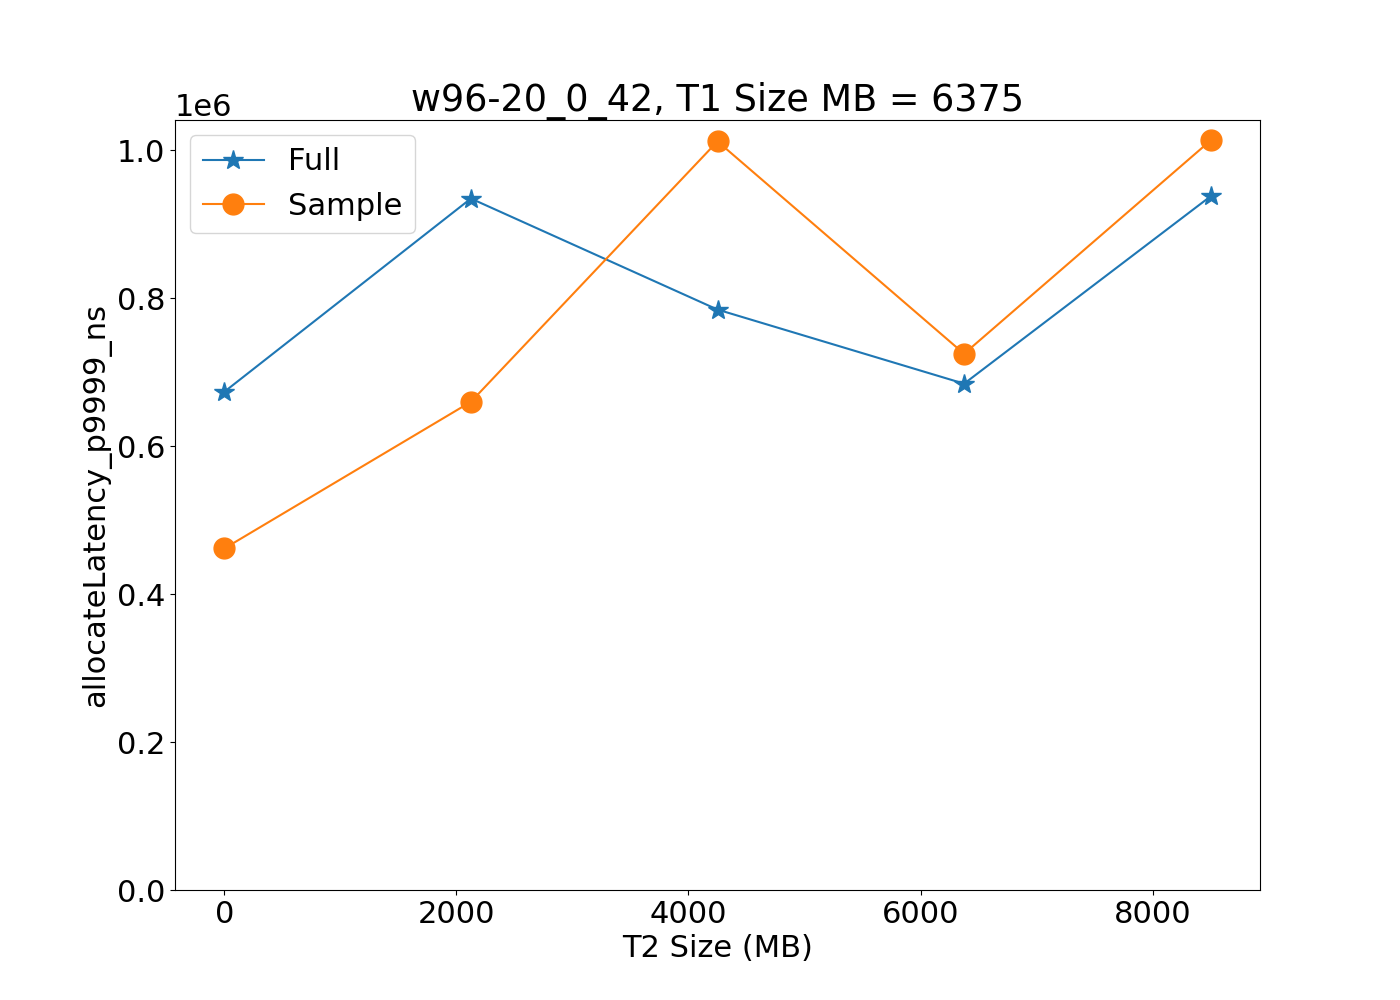 w96-20_0_42, T1 Size MB = 6375
1e6
Full
Sample
1.0
0.8
0.6
0.4
0.2
0.0
allocateLatency_p9999_ns
0 2000 4000 6000 8000
T2 Size (MB)